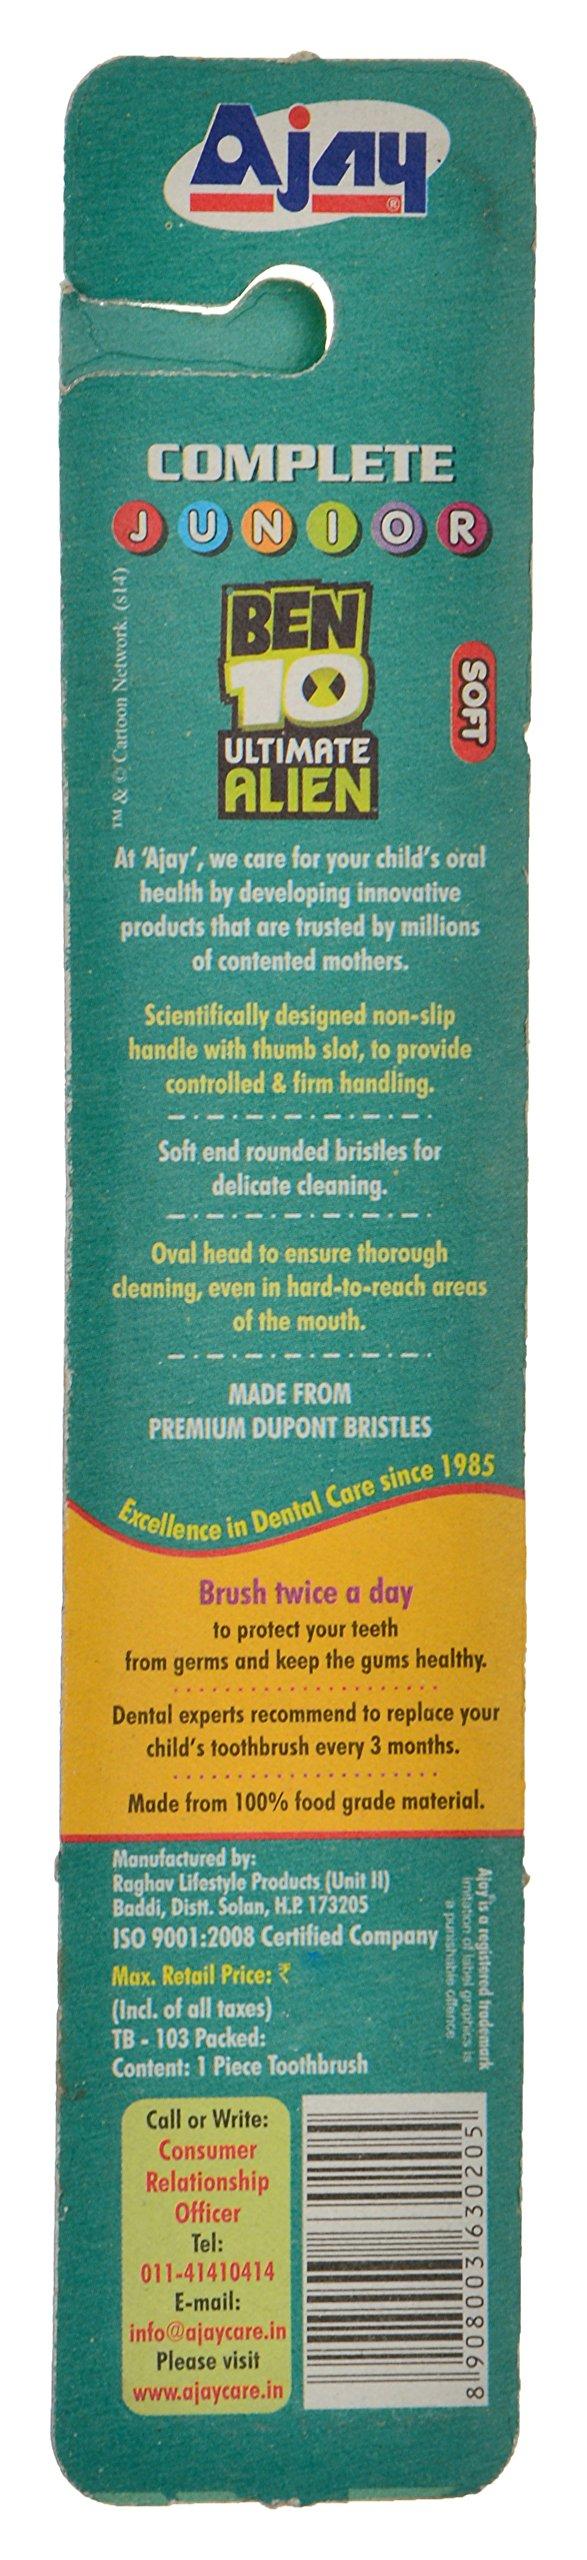 Ajay ®
COMPLETE
JUNIOR
TM & © Cartoon Network. (s14)
BEN
10
ULTIMATE
ALIEN
SOFT
At 'Ajay', we care for your child's oral
health by developing innovative
products that are trusted by millions
of contented mothers.
Scientifically designed non-slip
handle with thumb slot, to provide
controlled & firm handling.
Soft end rounded bristles for
delicate cleaning.
Oval head to ensure thorough
cleaning, even in hard-to-reach areas
of the mouth.
MADE FROM
PREMIUM DUPONT BRISTLES
Excellence in Dental Care since 1985
Brush twice a day
to protect your teeth
from germs and keep the gums healthy.
Dental experts recommend to replace your
child's toothbrush every 3 months.
Made from 100% food grade material.
Manufactured by:
Raghav Lifestyle Products (Unit II)
Baddi, Distt. Solan, H.P. 173205
ISO 9001:2008 Certified Company
Max. Retail Price: ₹
(Incl. of all taxes)
TB - 103 Packed:
Content: 1 Piece Toothbrush
Ajay® is a registered trademark
imitation of label graphics is
a punishable offence
Call or Write:
Consumer
Relationship
Officer
Tel:
011-41410414
E-mail:
info@ajaycare.in
Please visit
www.ajaycare.in
8 908003 630205